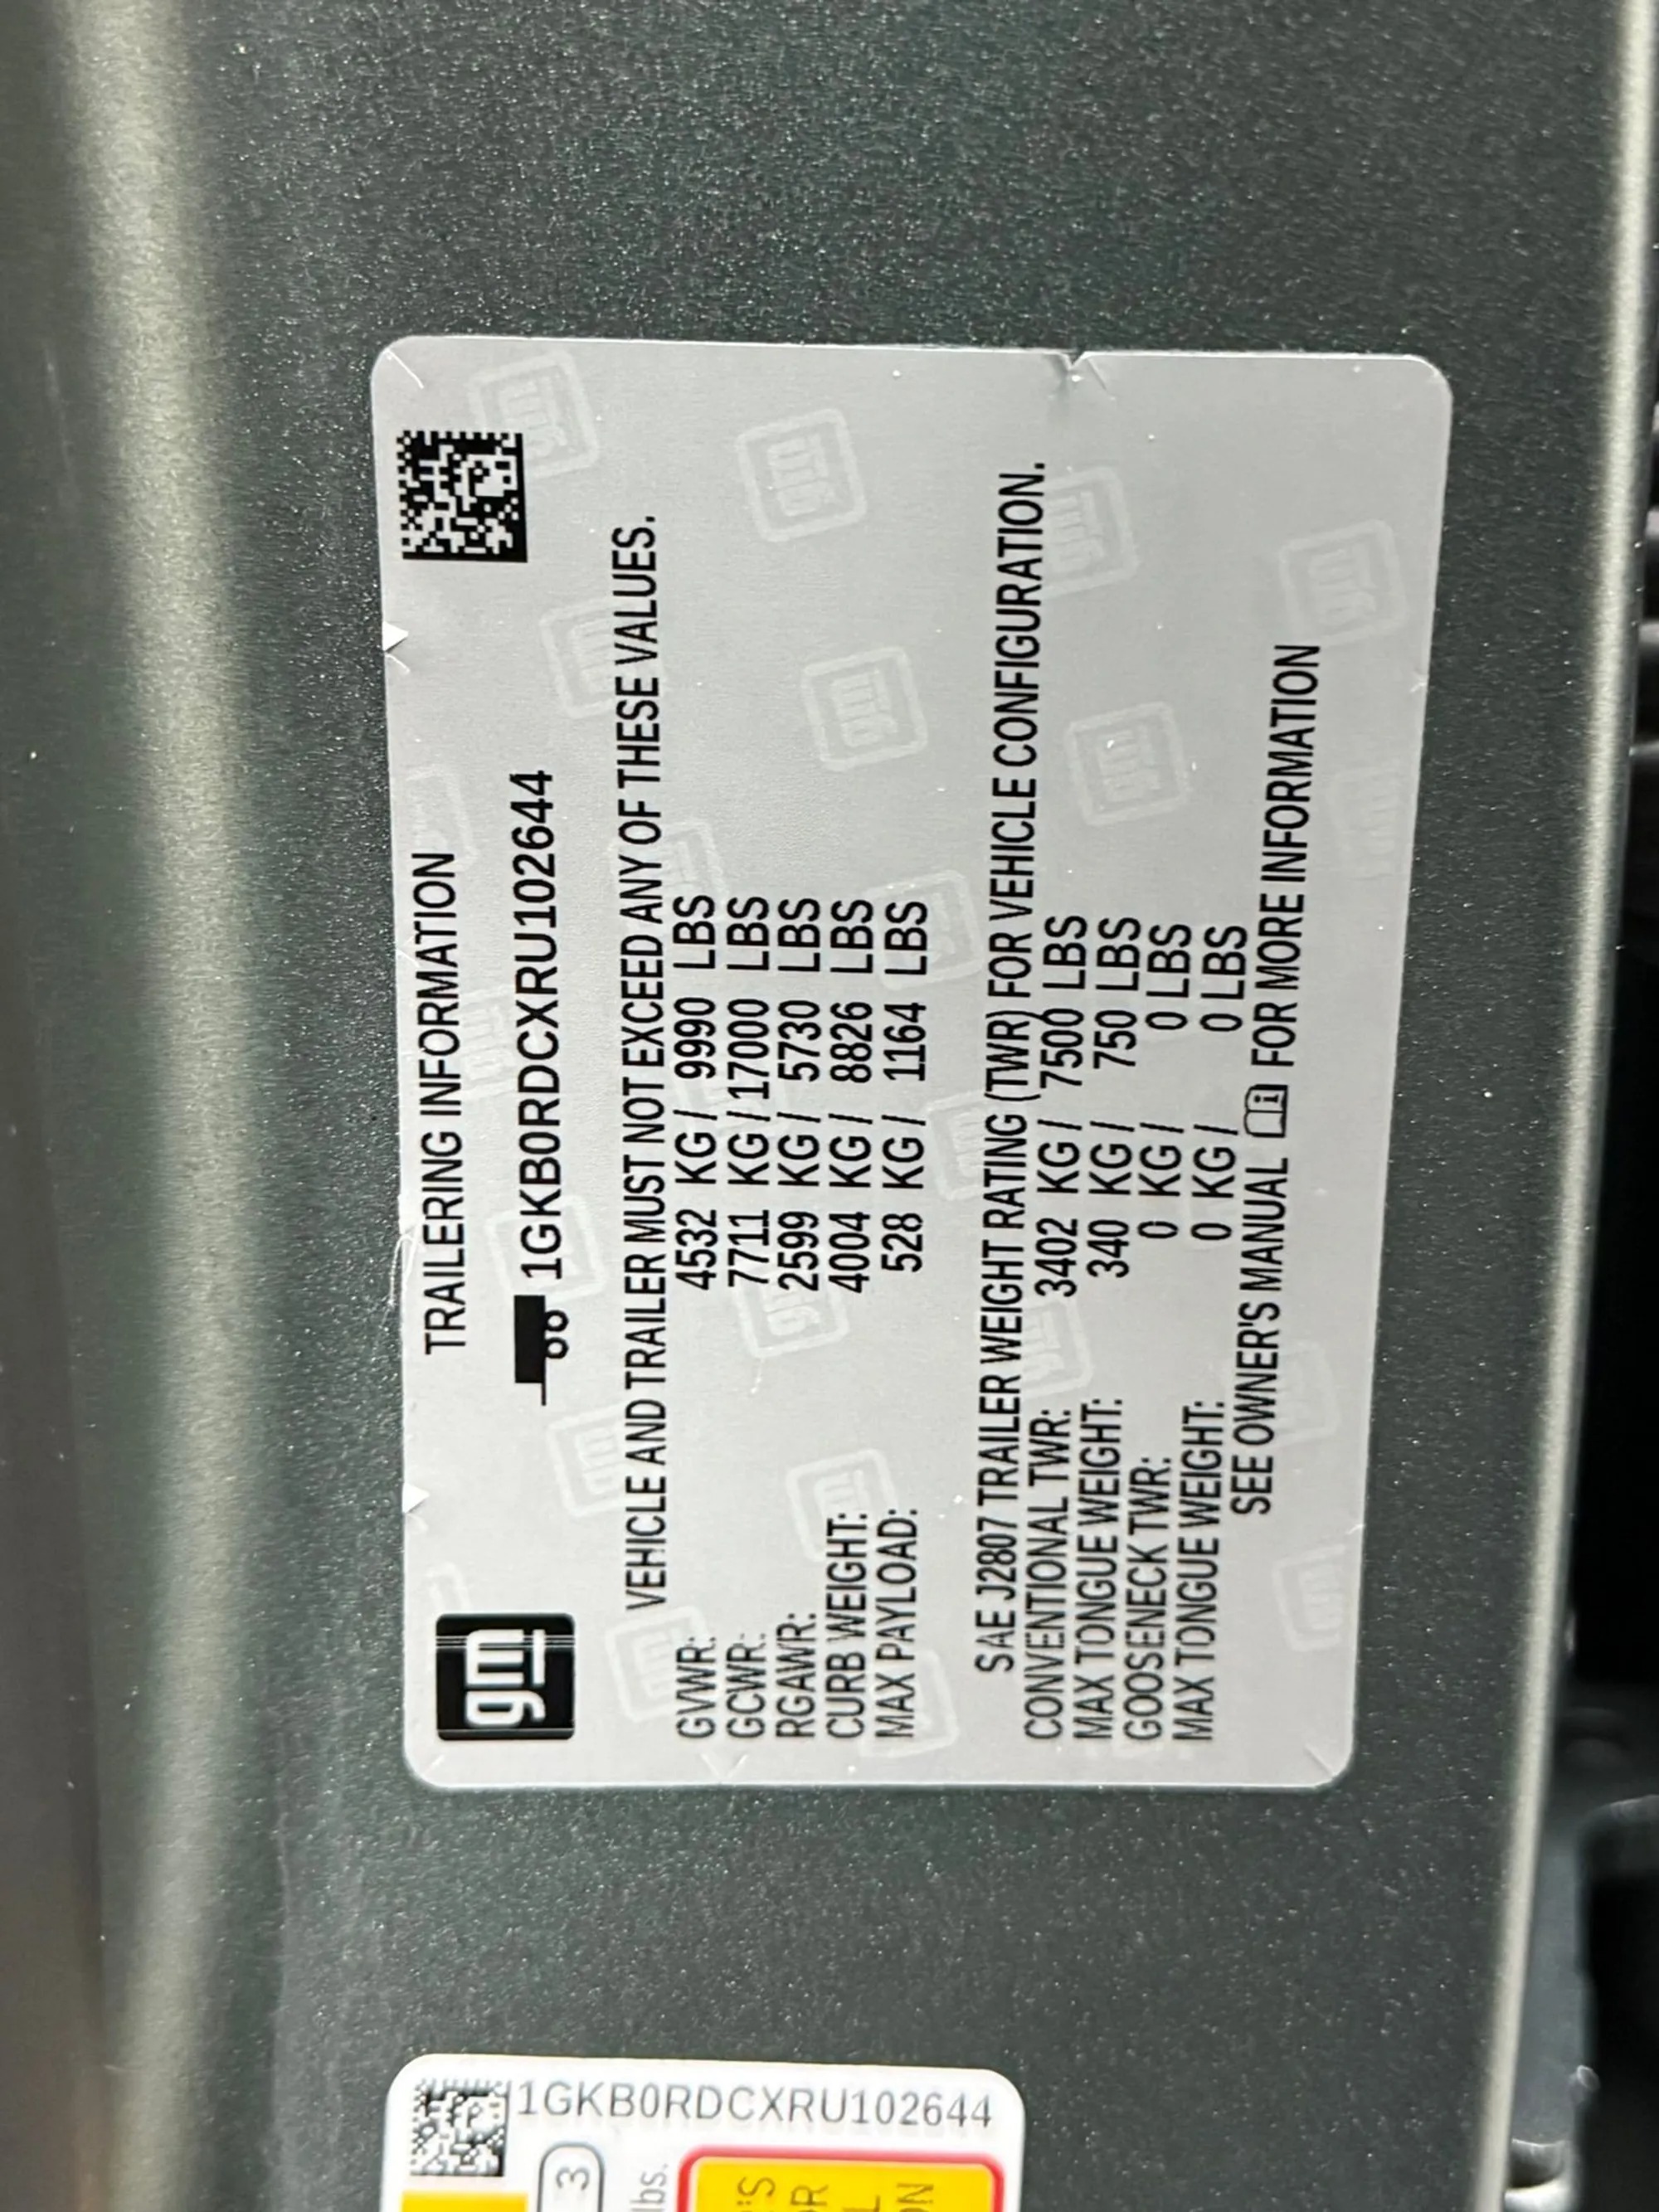 gm
TRAILERING INFORMATION
1GKB0RDCXRU102644
VEHICLE AND TRAILER MUST NOT EXCEED ANY OF THESE VALUES.
GVWR: 4532 KG / 9990 LBS
GCWR: 7711 KG / 17000 LBS
RGAWR: 2599 KG / 5730 LBS
CURB WEIGHT: 4004 KG / 8826 LBS
MAX PAYLOAD: 528 KG / 1164 LBS
SAE J2807 TRAILER WEIGHT RATING (TWR) FOR VEHICLE CONFIGURATION.
CONVENTIONAL TWR: 3402 KG / 7500 LBS
MAX TONGUE WEIGHT: 340 KG / 750 LBS
GOOSENECK TWR: 0 KG / 0 LBS
MAX TONGUE WEIGHT: 0 KG / 0 LBS
SEE OWNER'S MANUAL FOR MORE INFORMATION
1GKB0RDCXRU102644
3
lbs.